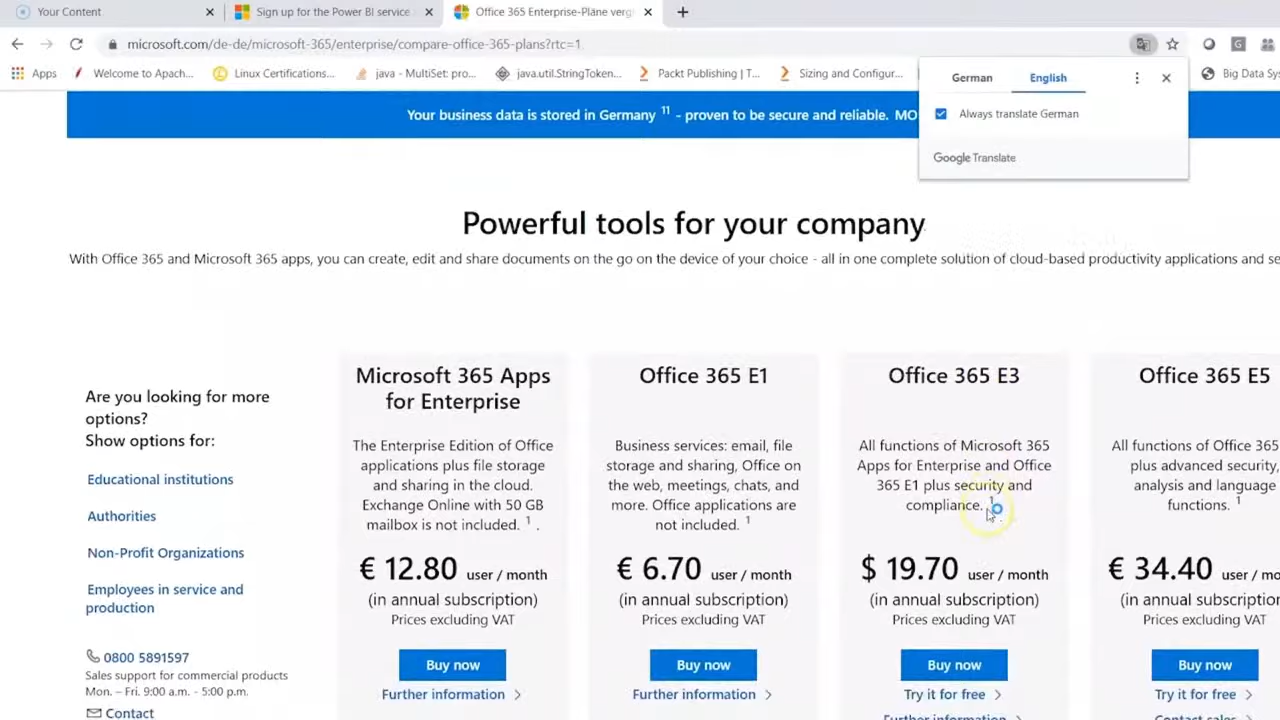 Your Content
Sign up for the Power BI service
Office 365 Enterprise-Pläne verg
microsoft.com/de-de/microsoft-365/enterprise/compare-office-365-plans?rtc=1
G
Apps
Welcome to Apach...
Linux Certifications...
java - MultiSet: pro...
java.util.StringToken...
Packt Publishing | T...
Sizing and Configur...
Big Data Sys
German
English
Always translate German
Google Translate
Your business data is stored in Germany 11 - proven to be secure and reliable. MO
Powerful tools for your company
With Office 365 and Microsoft 365 apps, you can create, edit and share documents on the go on the device of your choice - all in one complete solution of cloud-based productivity applications and se
Are you looking for more
options?
Show options for:
Educational institutions
Authorities
Non-Profit Organizations
Employees in service and
production
0800 5891597
Sales support for commercial products
Mon. – Fri. 9:00 a.m. - 5:00 p.m.
Contact
Microsoft 365 Apps
for Enterprise
The Enterprise Edition of Office
applications plus file storage
and sharing in the cloud.
Exchange Online with 50 GB
mailbox is not included. 1 .
€ 12.80 user / month
(in annual subscription)
Prices excluding VAT
Buy now
Further information
Office 365 E1
Business services: email, file
storage and sharing, Office on
the web, meetings, chats, and
more. Office applications are
not included. 1
€ 6.70 user / month
(in annual subscription)
Prices excluding VAT
Buy now
Further information
Office 365 E3
All functions of Microsoft 365
Apps for Enterprise and Office
365 E1 plus security and
compliance. 1
$ 19.70 user / month
(in annual subscription)
Prices excluding VAT
Buy now
Try it for free
Further information
Office 365 E5
All functions of Office 365
plus advanced security,
analysis and language
functions. 1
€ 34.40 user / mo
(in annual subscription
Prices excluding VAT
Buy now
Try it for free
Contact sales